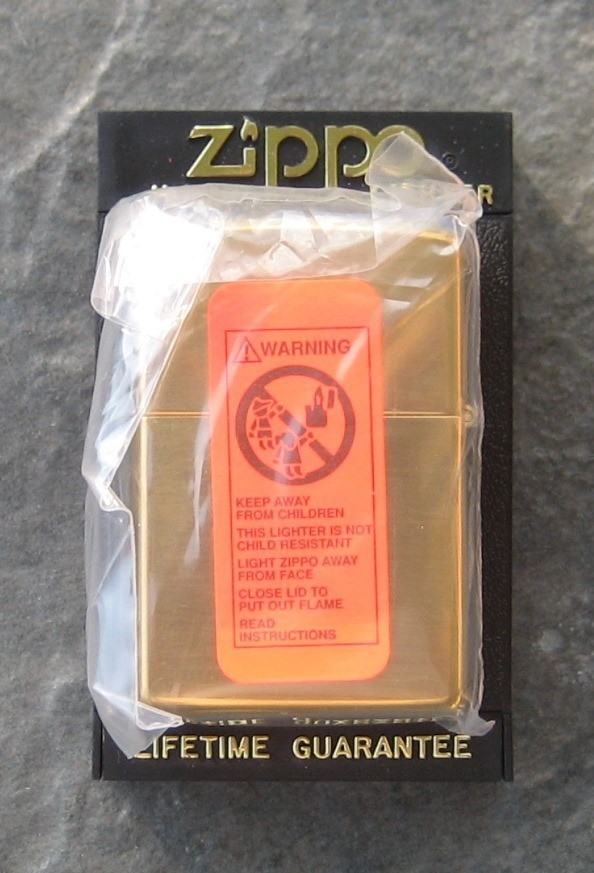 zippo
WARNING
KEEP AWAY
FROM CHILDREN
THIS LIGHTER IS NOT
CHILD RESISTANT
LIGHT ZIPPO AWAY
FROM FACE
CLOSE LID TO
PUT OUT FLAME
READ
INSTRUCTIONS
LIFETIME GUARANTEE